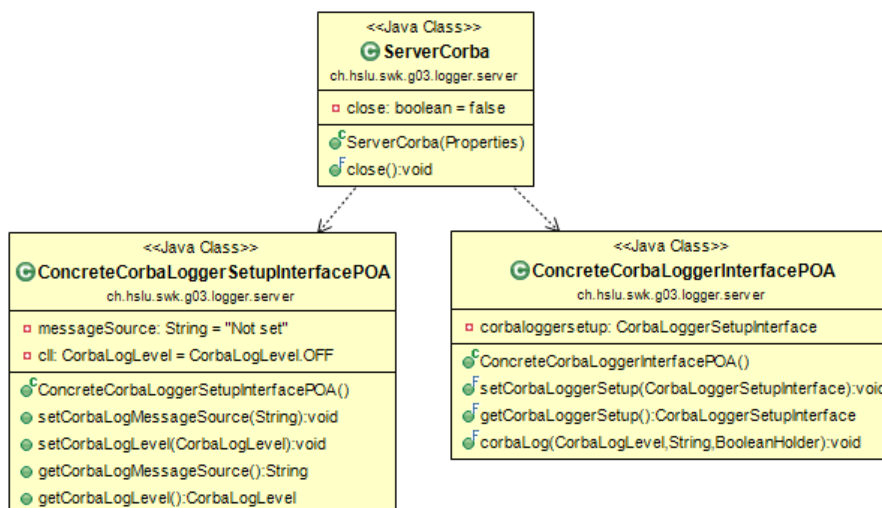 <<Java Class>>
ServerCorba
ch.hslu.swk.g03.logger.server
close: boolean = false
ServerCorba(Properties)
close():void
<<Java Class>>
ConcreteCorbaLoggerSetupInterfacePOA
ch.hslu.swk.g03.logger.server
messageSource: String = "Not set"
cll: CorbaLogLevel = CorbaLogLevel.OFF
ConcreteCorbaLoggerSetupInterfacePOA()
setCorbaLogMessageSource(String):void
setCorbaLogLevel(CorbaLogLevel):void
getCorbaLogMessageSource():String
getCorbaLogLevel():CorbaLogLevel
<<Java Class>>
ConcreteCorbaLoggerInterfacePOA
ch.hslu.swk.g03.logger.server
corbaloggersetup: CorbaLoggerSetupInterface
ConcreteCorbaLoggerInterfacePOA()
setCorbaLoggerSetup(CorbaLoggerSetupInterface):void
getCorbaLoggerSetup():CorbaLoggerSetupInterface
corbaLog(CorbaLogLevel,String,BooleanHolder):void